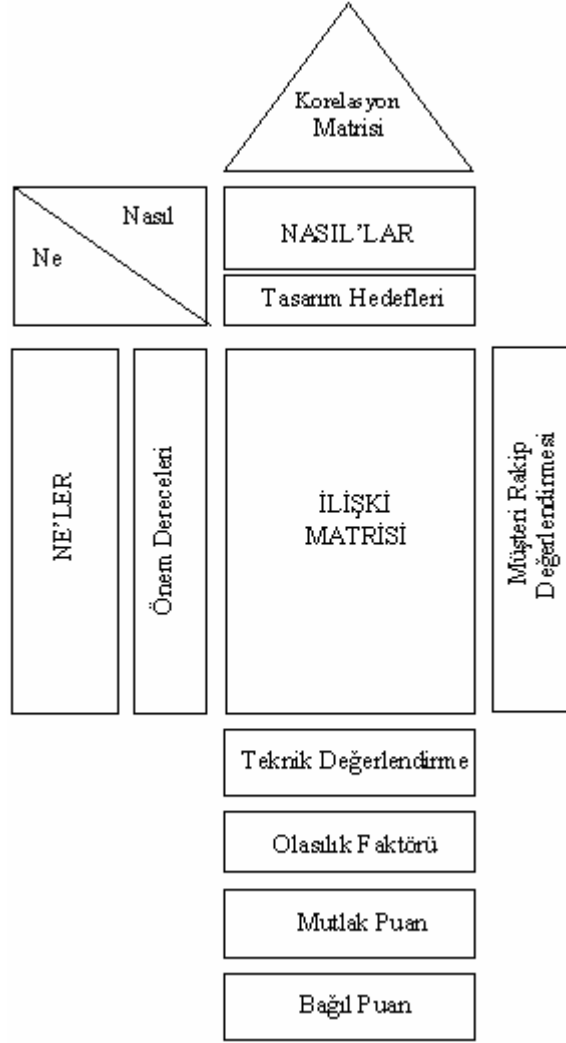 Korelasyon
Matrisi
Nasıl
Ne
NASIL'LAR
Tasarım Hedefleri
NE'LER
Önem Dereceleri
İLİŞKİ
MATRİSİ
Müşteri Rakip
Değerlendirmesi
Teknik Değerlendirme
Olasılık Faktörü
Mutlak Puan
Bağıl Puan